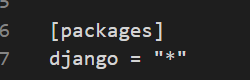 5
6 [packages]
7 django = "*"